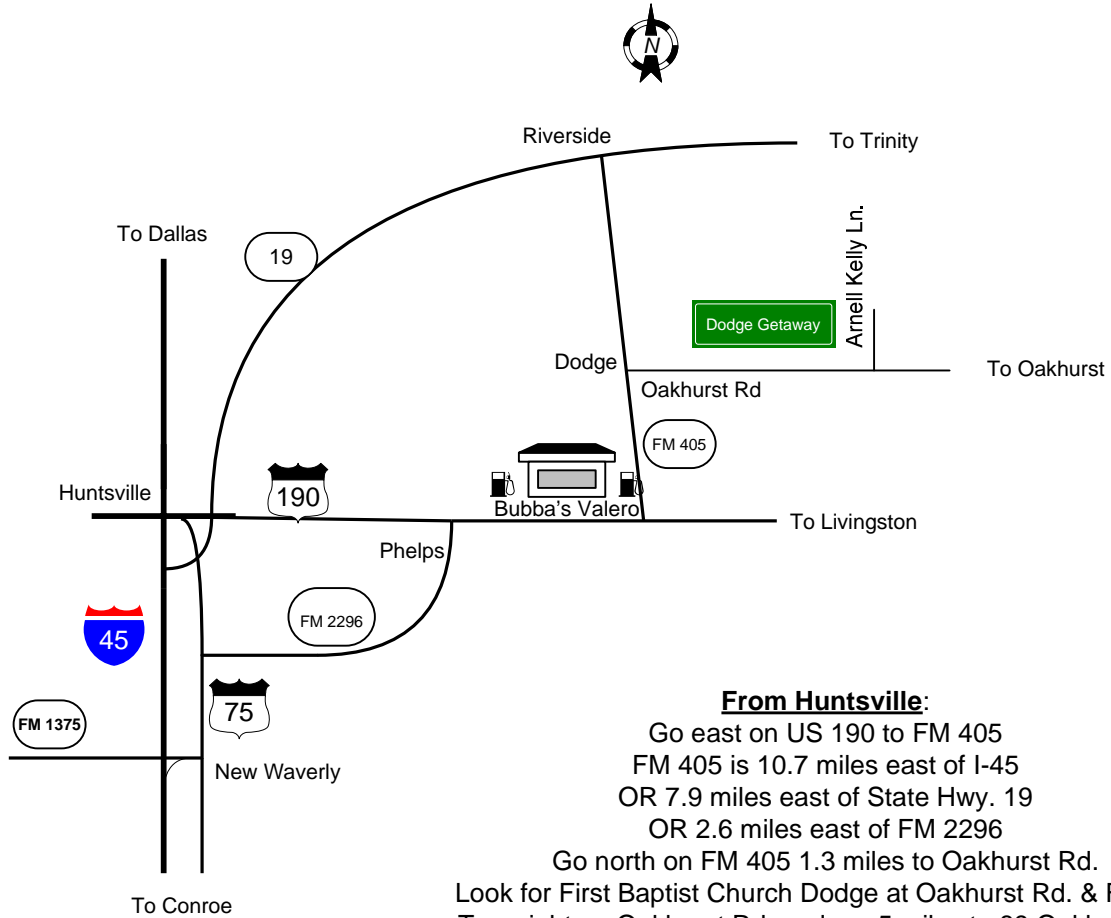 N
Riverside
To Trinity
To Dallas
19
Arnell Kelly Ln.
Dodge Getaway
Dodge
To Oakhurst
Oakhurst Rd
FM 405
Huntsville
190
Bubba's Valero
To Livingston
Phelps
45
FM 2296
75
FM 1375
New Waverly
To Conroe
From Huntsville:
Go east on US 190 to FM 405
FM 405 is 10.7 miles east of I-45
OR 7.9 miles east of State Hwy. 19
OR 2.6 miles east of FM 2296
Go north on FM 405 1.3 miles to Oakhurst Rd.
Look for First Baptist Church Dodge at Oakhurst Rd. &